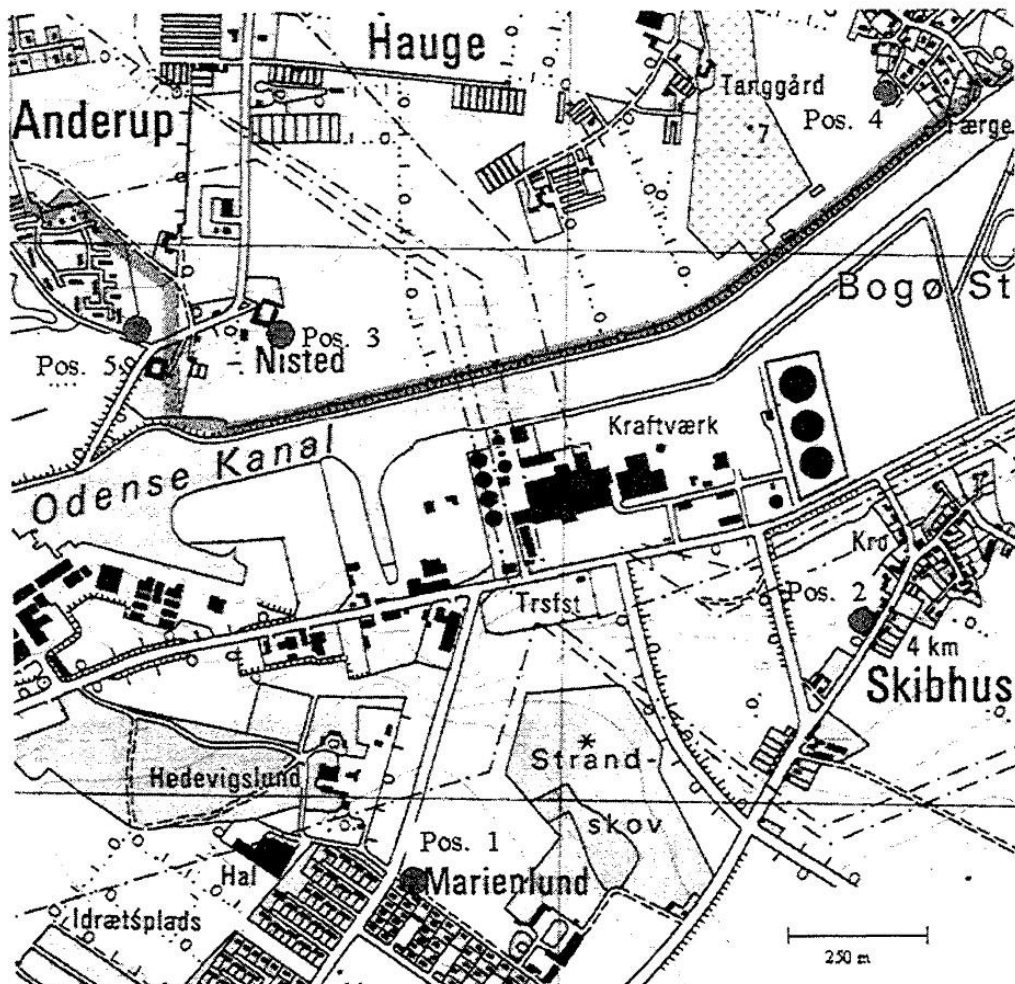 Hauge
Tanggård
Anderup
Pos. 4
Færge
7
Bogø St
Pos. 3
Pos. 5
Nisted
Kraftværk
Odense Kanal
Kro
Trsfst
Pos. 2
4 km
Skibhus
Strand-
Hedevigslund
skov
Pos. 1
Hal
Marienlund
Idrætsplads
250 m